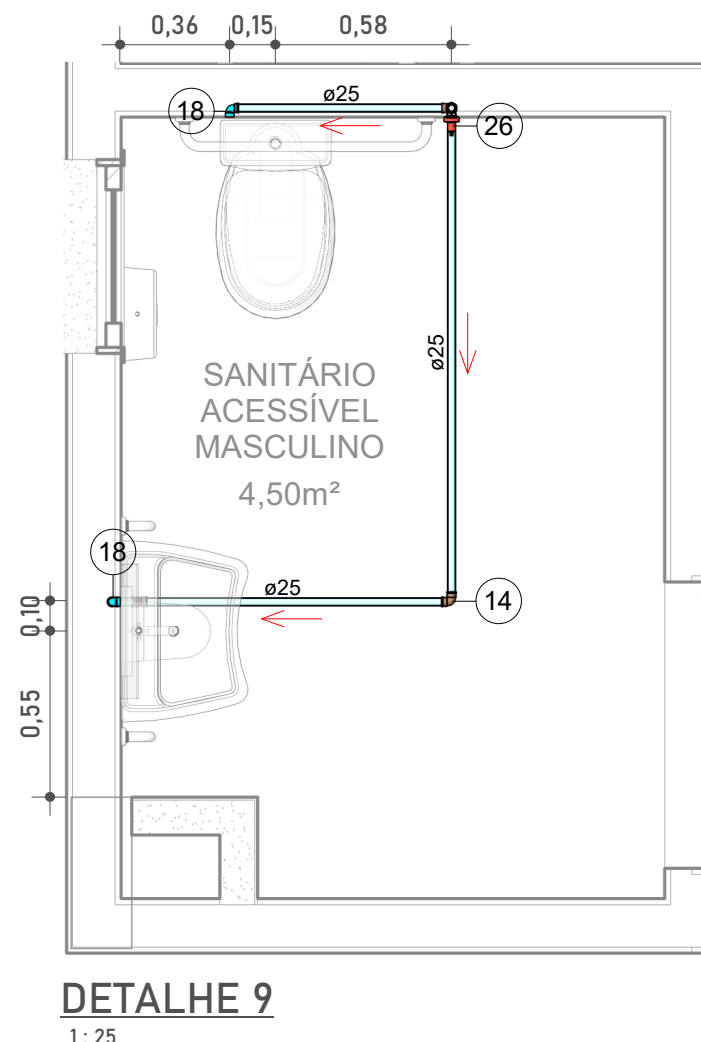 0,36 0,15 0,58
ø25
18
26
ø25
SANITÁRIO
ACESSÍVEL
MASCULINO
4,50m²
18
ø25
14
0,10
0,55
DETALHE 9
1 : 25